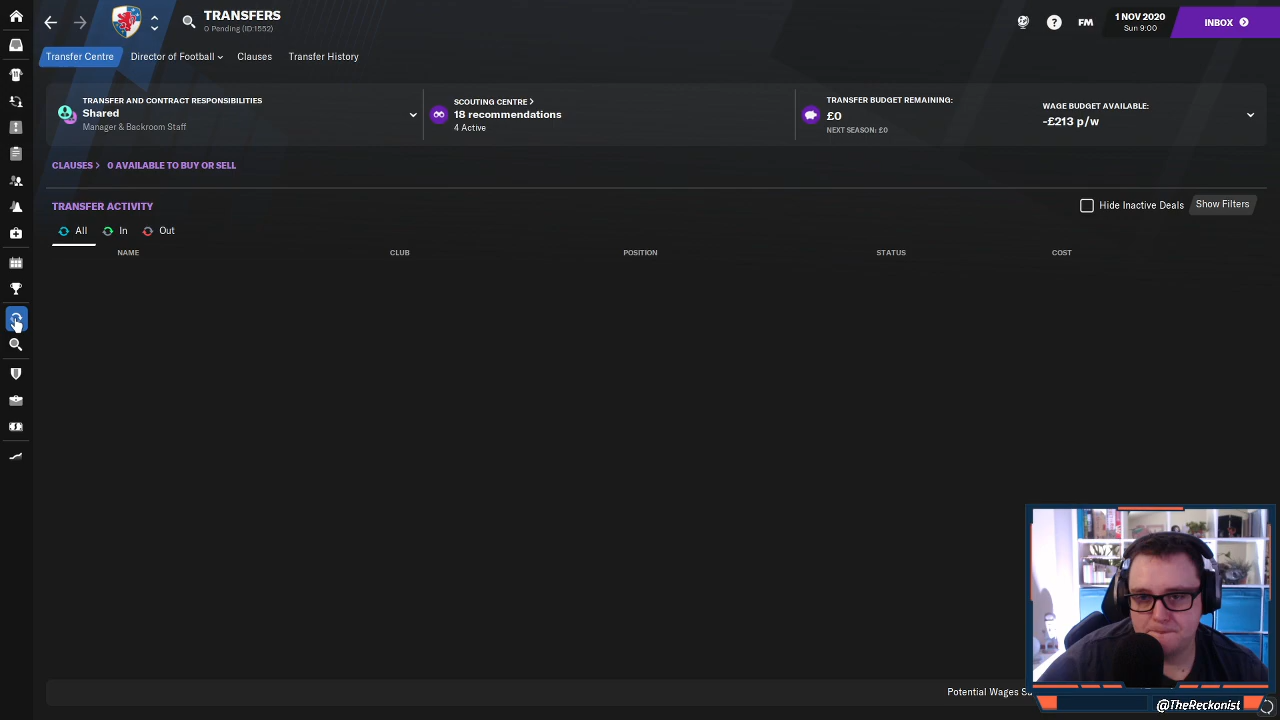 TRANSFERS
0 Pending (ID:1552)
FM
1 NOV 2020
Sun 9:00
INBOX
Transfer Centre
Director of Football
Clauses
Transfer History
TRANSFER AND CONTRACT RESPONSIBILITIES
Shared
Manager & Backroom Staff
SCOUTING CENTRE
18 recommendations
4 Active
TRANSFER BUDGET REMAINING:
£0
NEXT SEASON: £0
WAGE BUDGET AVAILABLE:
-£213 p/w
CLAUSES > 0 AVAILABLE TO BUY OR SELL
TRANSFER ACTIVITY
Hide Inactive Deals
Show Filters
All
In
Out
NAME
CLUB
POSITION
STATUS
COST
Potential Wages
@TheReckonist